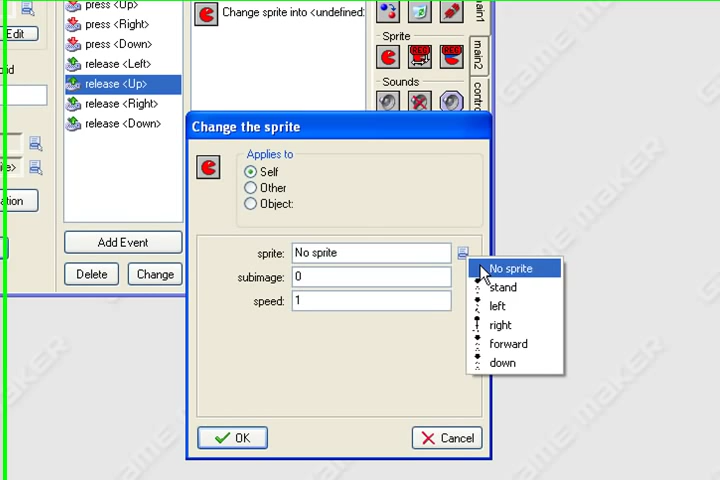 press <Up>
press <Right>
press <Down>
release <Left>
release <Up>
release <Right>
release <Down>
Edit
Add Event
Delete
Change
Change sprite into <undefined:
Sprite
Sounds
main1
main2
Change the sprite
Applies to
Self
Other
Object:
sprite:
No sprite
subimage:
0
speed:
1
No sprite
stand
left
right
forward
down
OK
Cancel
GAME MAKER